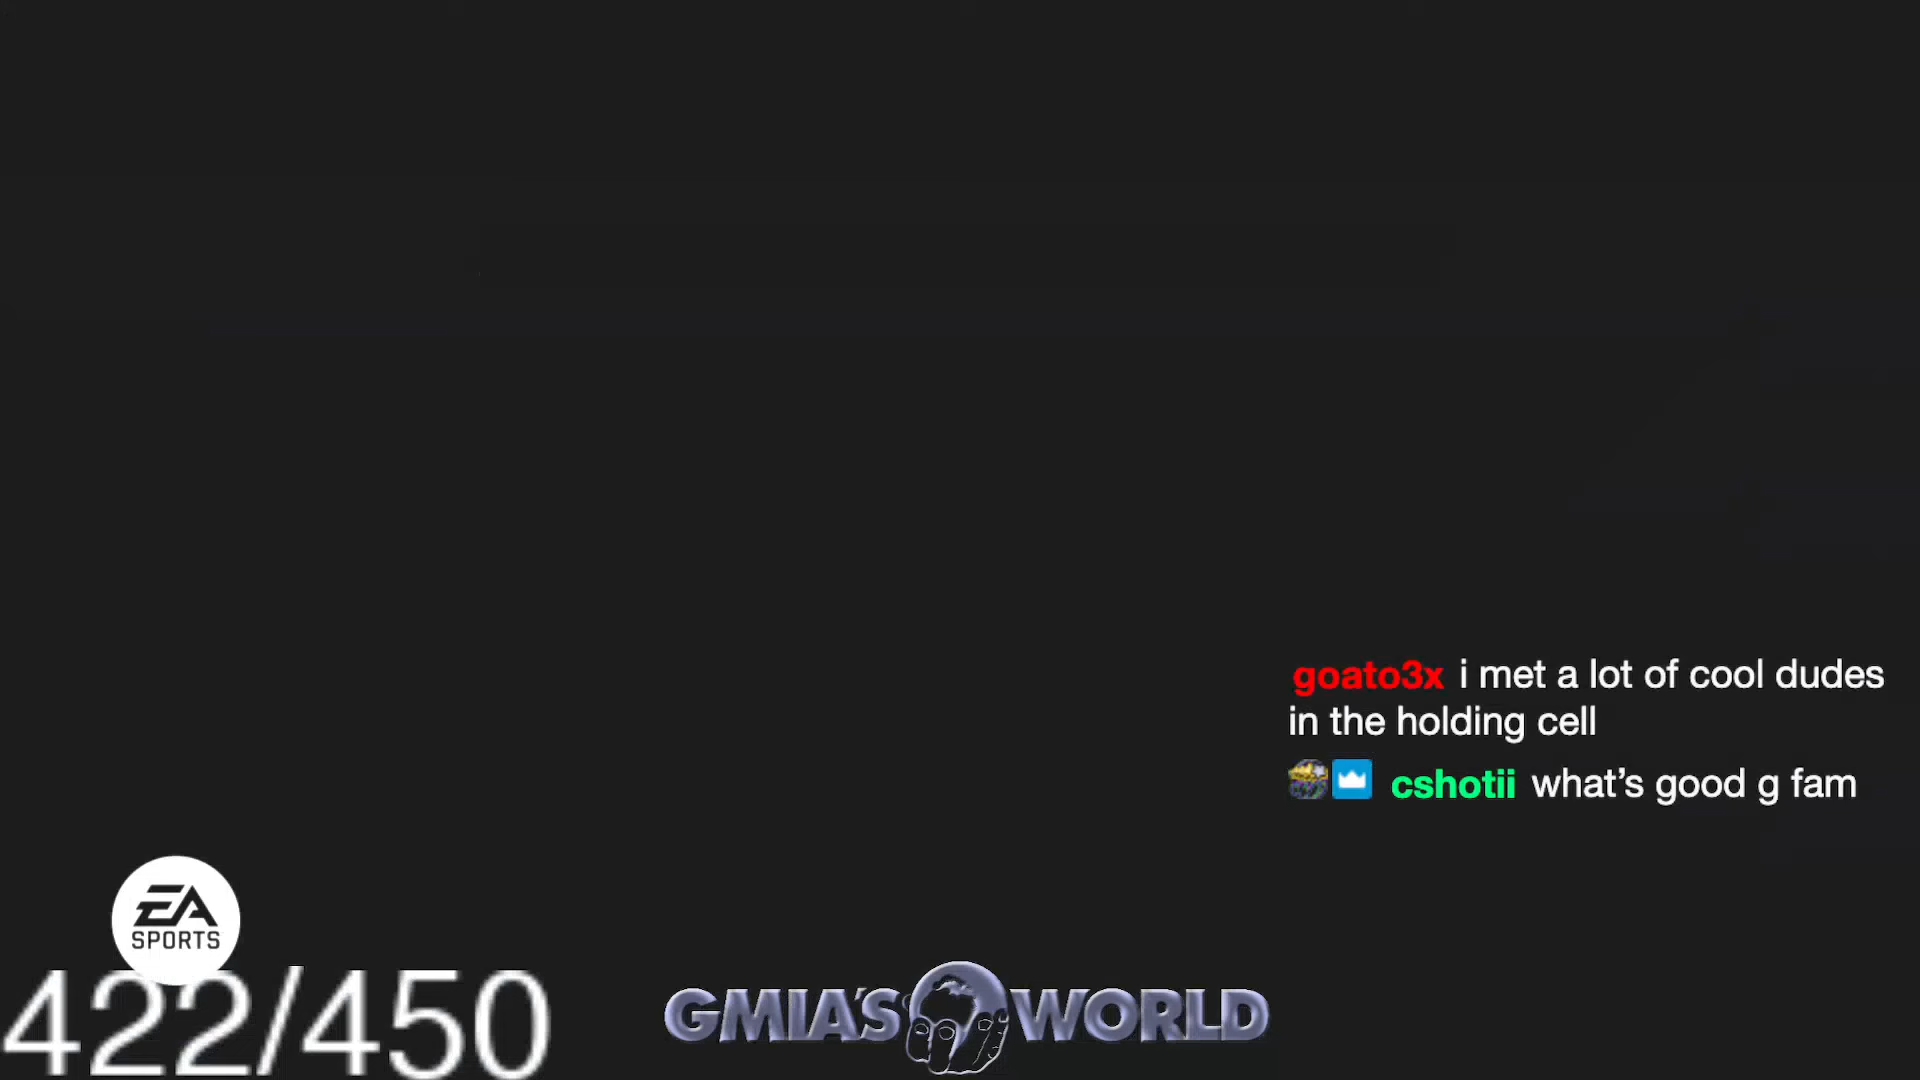 goato3x i met a lot of cool dudes
in the holding cell
cshotii what's good g fam
EA
SPORTS
422/450
GMIA'S WORLD